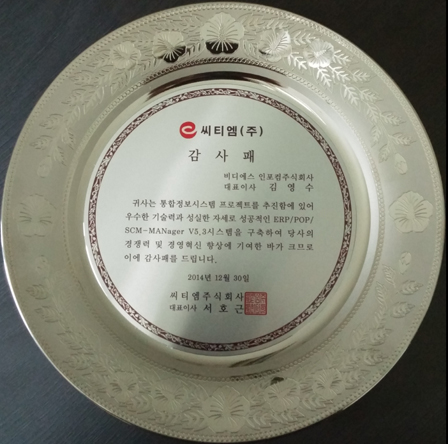 씨티엠(주)
감 사 패
비디에스 인포컴주식회사
대표이사 김 영 수
귀사는 통합정보시스템 프로젝트를 추진함에 있어
우수한 기술력과 성실한 자세로 성공적인 ERP/POP/
SCM-MANager V5,3시스템을 구축하여 당사의
경쟁력 및 경영혁신 향상에 기여한 바가 크므로
이에 감사패를 드립니다.
2014년 12월 30일
씨티엠주식회사
대표이사 서 호 근